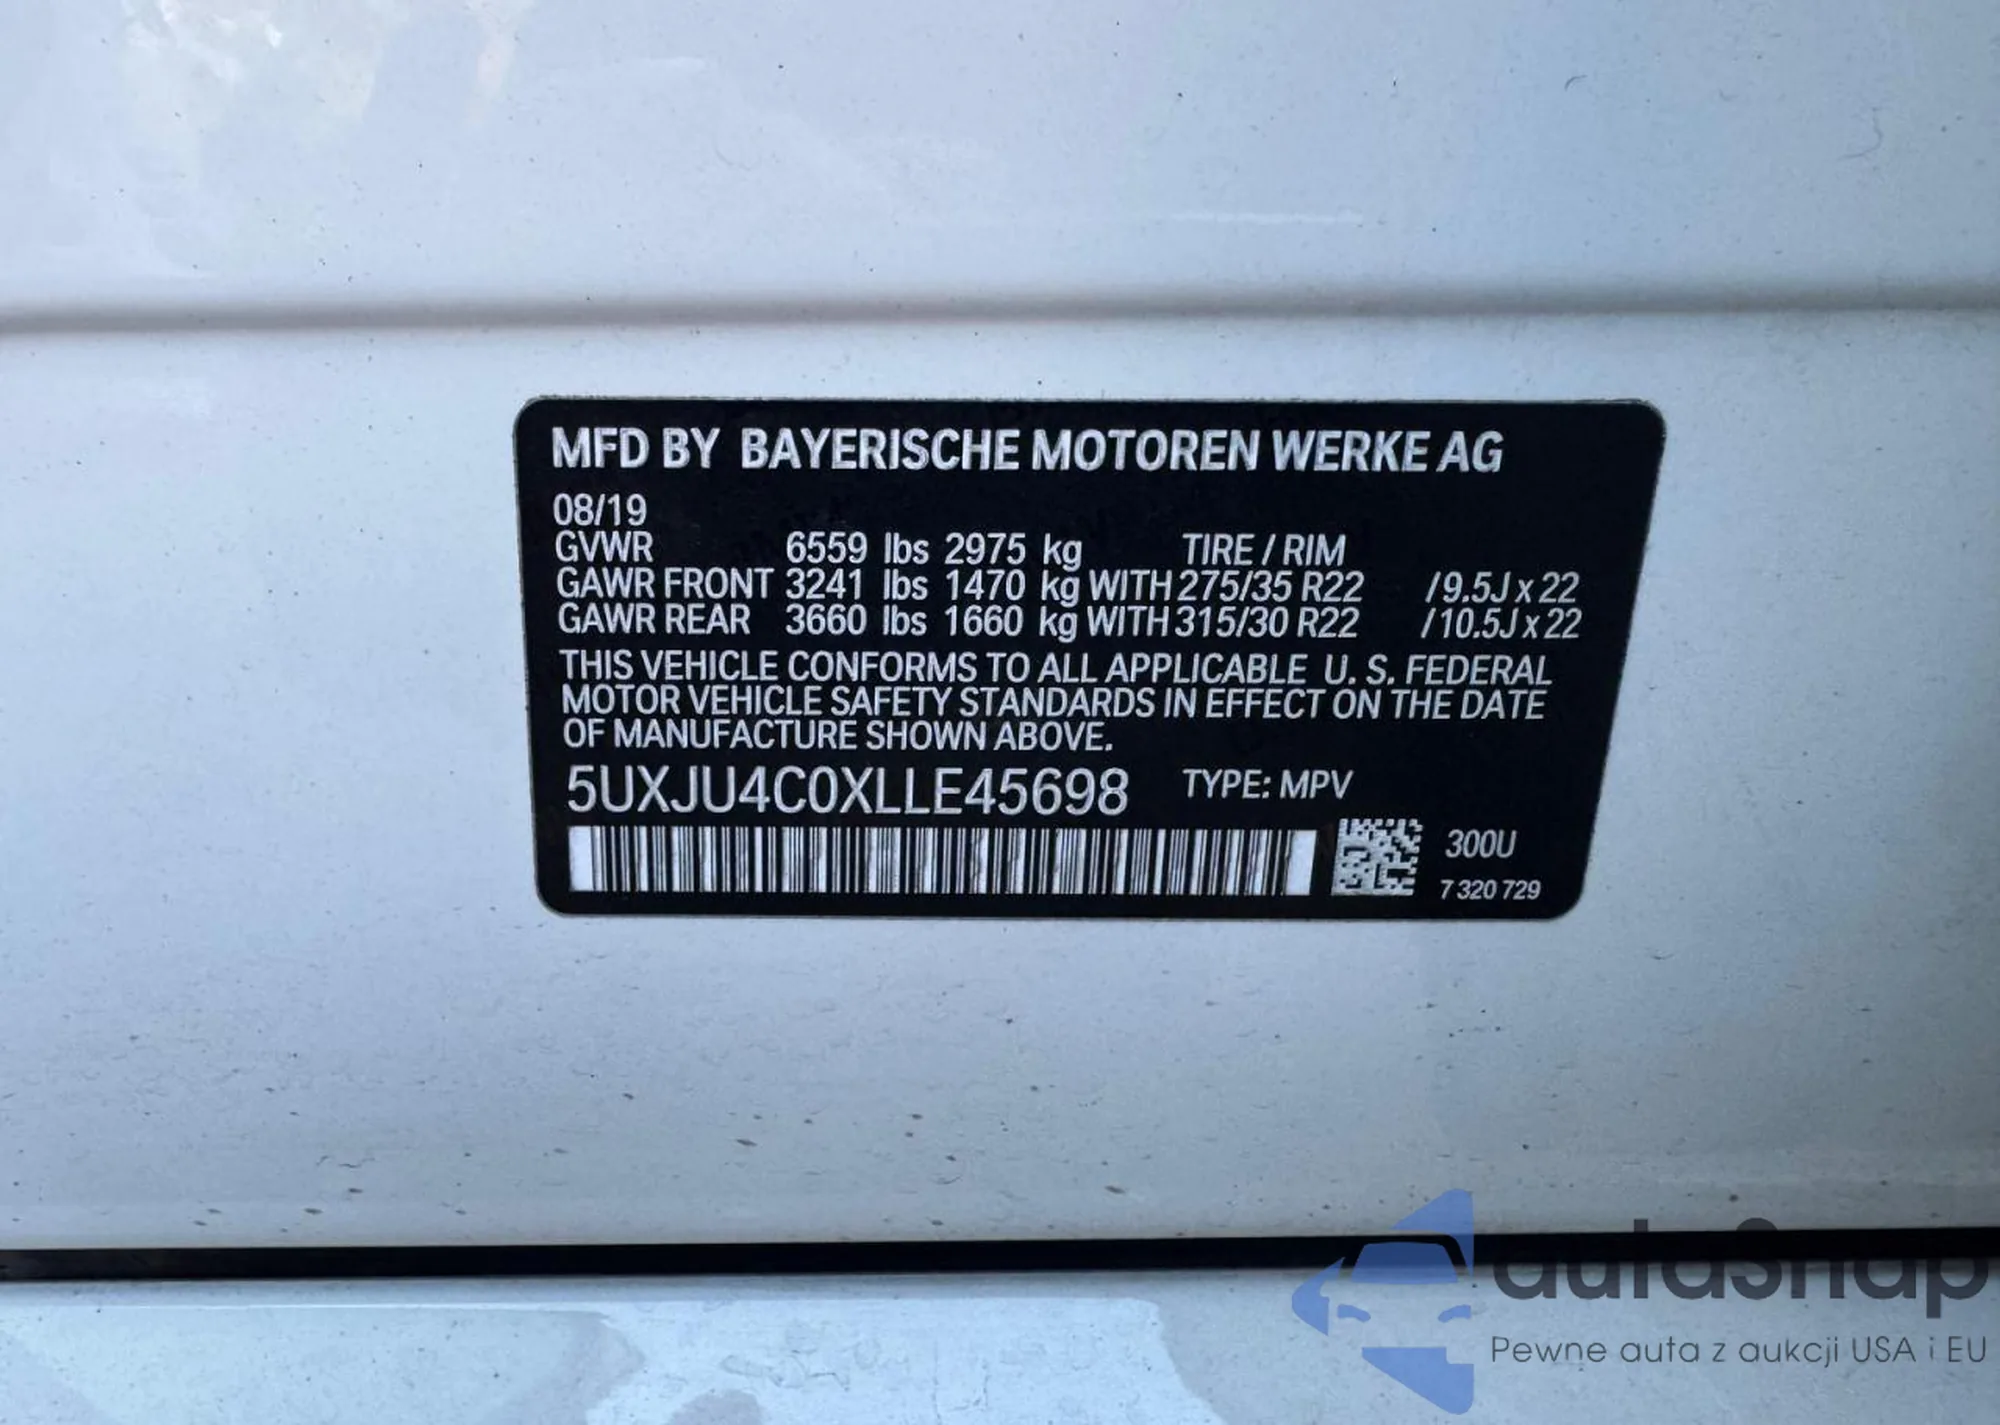 MFD BY BAYERISCHE MOTOREN WERKE AG
08/19
GVWR 6559 lbs 2975 kg TIRE / RIM
GAWR FRONT 3241 lbs 1470 kg WITH 275/35 R22 /9.5J x 22
GAWR REAR 3660 lbs 1660 kg WITH 315/30 R22 /10.5J x 22
THIS VEHICLE CONFORMS TO ALL APPLICABLE U. S. FEDERAL
MOTOR VEHICLE SAFETY STANDARDS IN EFFECT ON THE DATE
OF MANUFACTURE SHOWN ABOVE.
5UXJU4C0XLLE45698 TYPE: MPV
300U
7 320 729
autaSnap
Pewne auta z aukcji USA i EU